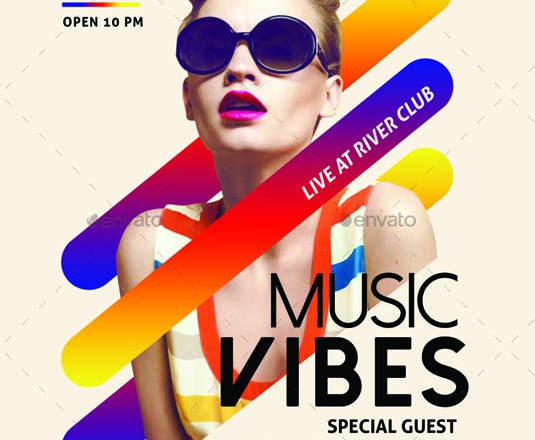 OPEN 10 PM
LIVE AT RIVER CLUB
envato
envato
MUSIC
VIBES
SPECIAL GUEST